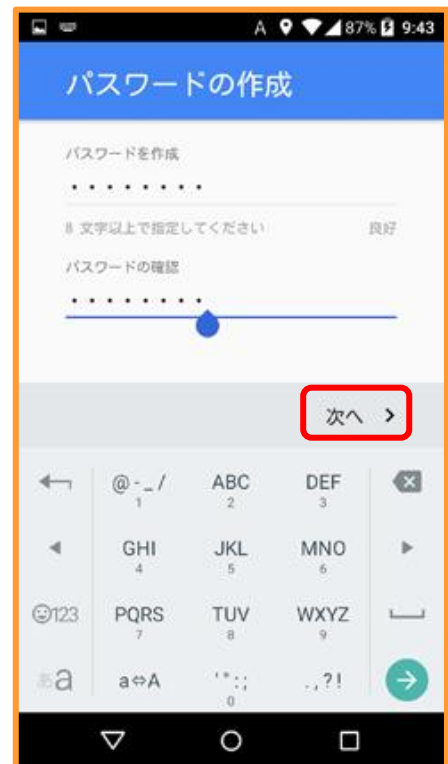 A 87% 9:43
パスワードの作成
パスワードを作成
・・・・・・・・
8 文字以上で指定してください 良好
パスワードの確認
・・・・・・・・
次へ >
@-_/ ABC DEF
1 2 3
GHI JKL MNO
4 5 6
123 PQRS TUV WXYZ
7 8 9
あa a⇔A '":; .,?!
0